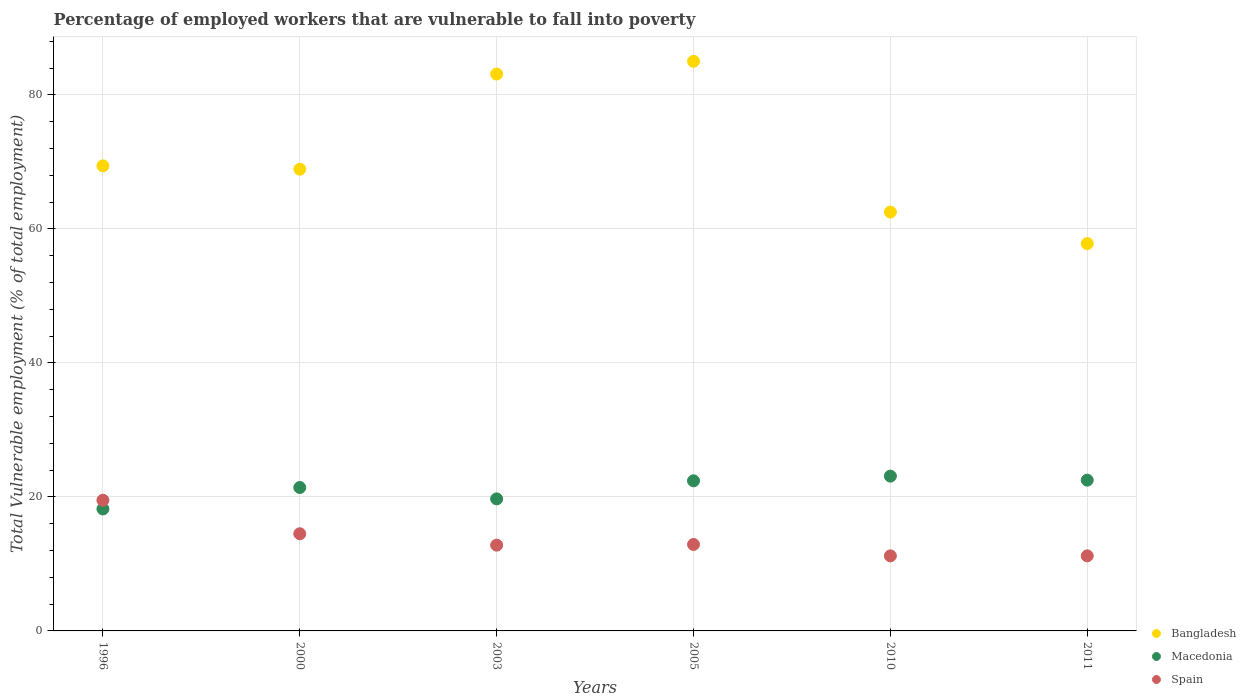 Percentage of employed workers that are vulnerable to fall into poverty
Total Vulnerable employment (% of total employment)
80
60
40
20
0
1996
2000
2003
2005
2010
2011
Years
Bangladesh
Macedonia
Spain